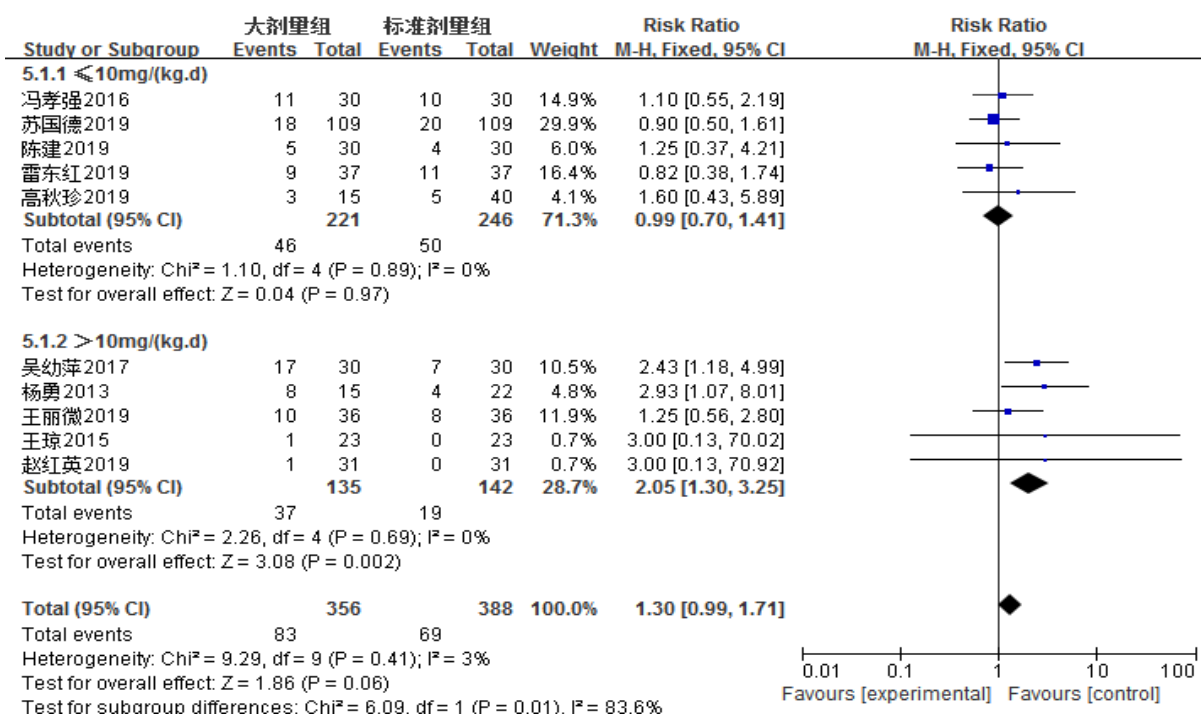 大剂量组 标准剂量组 Risk Ratio Risk Ratio
Study or Subgroup Events Total Events Total Weight M-H, Fixed, 95% CI M-H, Fixed, 95% CI
5.1.1 ≤10mg/(kg.d)
冯孝强2016 11 30 10 30 14.9% 1.10 [0.55, 2.19]
苏国德2019 18 109 20 109 29.9% 0.90 [0.50, 1.61]
陈建2019 5 30 4 30 6.0% 1.25 [0.37, 4.21]
雷东红2019 9 37 11 37 16.4% 0.82 [0.38, 1.74]
高秋珍2019 3 15 5 40 4.1% 1.60 [0.43, 5.89]
Subtotal (95% CI) 221 246 71.3% 0.99 [0.70, 1.41]
Total events 46 50
Heterogeneity: Chi² = 1.10, df = 4 (P = 0.89); I² = 0%
Test for overall effect: Z = 0.04 (P = 0.97)
5.1.2 >10mg/(kg.d)
吴幼萍2017 17 30 7 30 10.5% 2.43 [1.18, 4.99]
杨勇2013 8 15 4 22 4.8% 2.93 [1.07, 8.01]
王丽微2019 10 36 8 36 11.9% 1.25 [0.56, 2.80]
王琼2015 1 23 0 23 0.7% 3.00 [0.13, 70.02]
赵红英2019 1 31 0 31 0.7% 3.00 [0.13, 70.92]
Subtotal (95% CI) 135 142 28.7% 2.05 [1.30, 3.25]
Total events 37 19
Heterogeneity: Chi² = 2.26, df = 4 (P = 0.69); I² = 0%
Test for overall effect: Z = 3.08 (P = 0.002)
Total (95% CI) 356 388 100.0% 1.30 [0.99, 1.71]
Total events 83 69
Heterogeneity: Chi² = 9.29, df = 9 (P = 0.41); I² = 3%
Test for overall effect: Z = 1.86 (P = 0.06)
Test for subgroup differences: Chi² = 6.09, df = 1 (P = 0.01), I² = 83.6%
0.01 0.1 1 10 100
Favours [experimental] Favours [control]